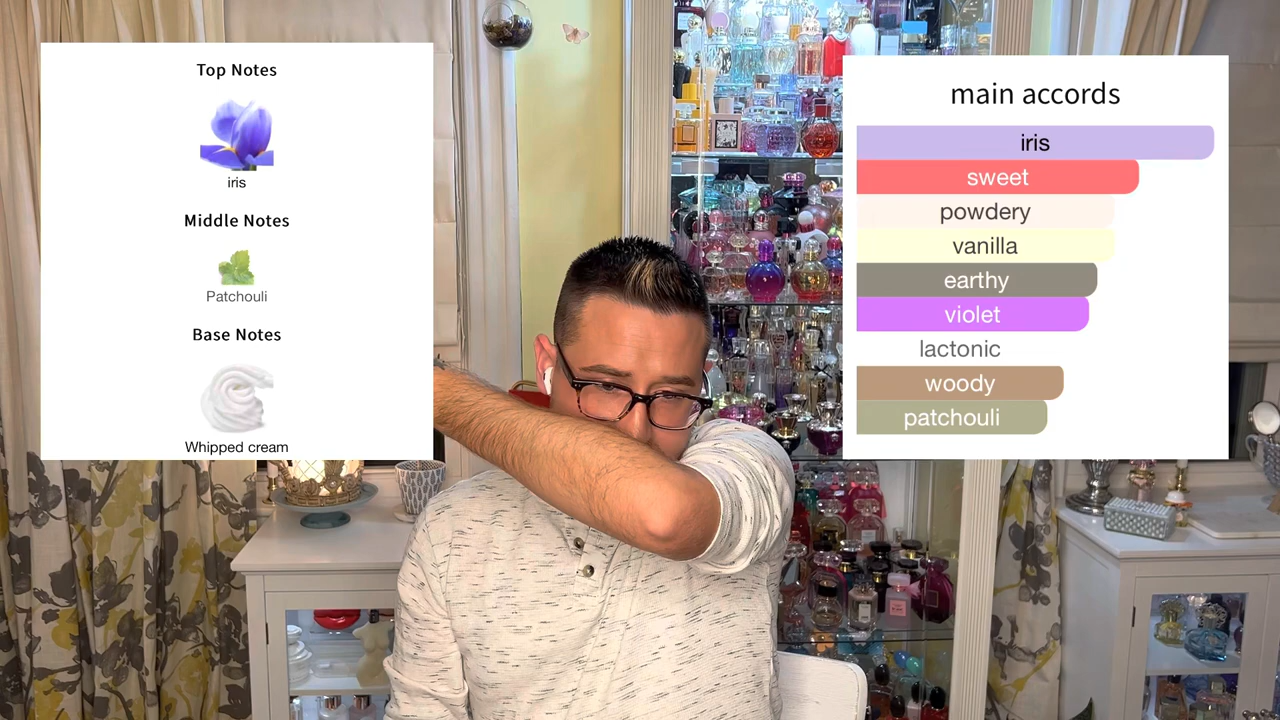 Top Notes
iris
Middle Notes
Patchouli
Base Notes
Whipped cream
main accords
iris
sweet
powdery
vanilla
earthy
violet
lactonic
woody
patchouli